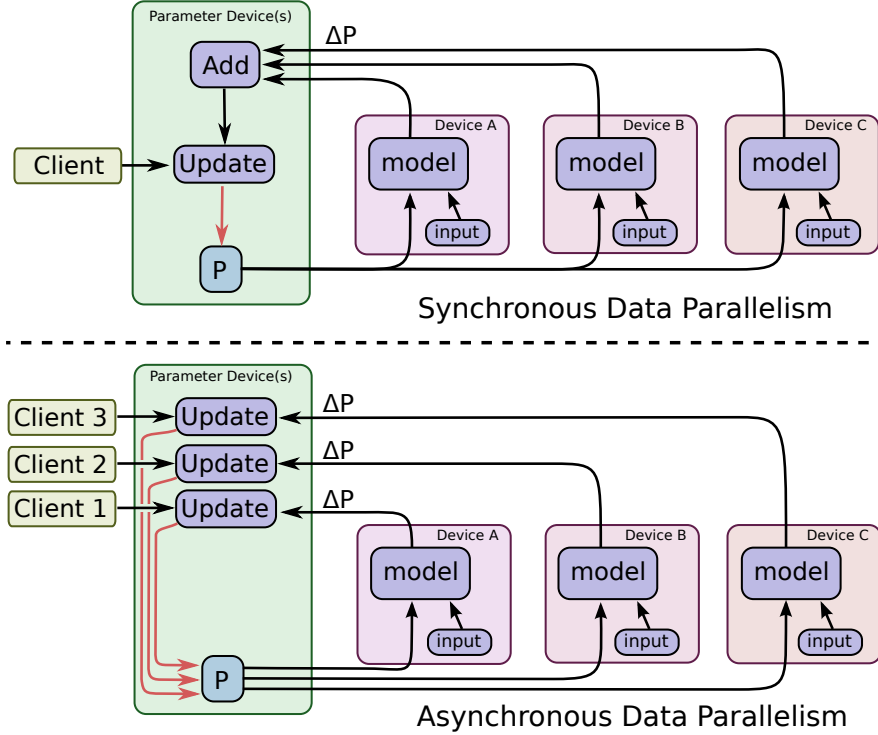 Parameter Device(s)
ΔP
Add
Device A
Device B
Device C
Client
Update
model
model
model
input
input
input
P
Synchronous Data Parallelism
Parameter Device(s)
Client 3
Update
ΔP
Client 2
Update
ΔP
Client 1
Update
ΔP
Device A
Device B
Device C
model
model
model
input
input
input
P
Asynchronous Data Parallelism